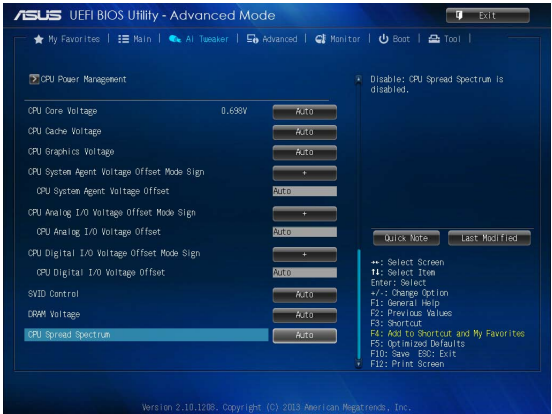 ASUS UEFI BIOS Utility - Advanced Mode
Exit
My Favorites | Main | Ai Tweaker | Advanced | Monitor | Boot | Tool |
CPU Power Management
CPU Core Voltage 0.698V Auto
CPU Cache Voltage Auto
CPU Graphics Voltage Auto
CPU System Agent Voltage Offset Mode Sign +
CPU System Agent Voltage Offset Auto
CPU Analog I/O Voltage Offset Mode Sign +
CPU Analog I/O Voltage Offset Auto
CPU Digital I/O Voltage Offset Mode Sign +
CPU Digital I/O Voltage Offset Auto
SVID Control Auto
DRAM Voltage Auto
CPU Spread Spectrum Auto
Disable: CPU Spread Spectrum is
disabled.
Quick Note Last Modified
→←: Select Screen
↑↓: Select Item
Enter: Select
+/-: Change Option
F1: General Help
F2: Previous Values
F3: Shortcut
F4: Add to Shortcut and My Favorites
F5: Optimized Defaults
F10: Save ESC: Exit
F12: Print Screen
Version 2.10.1208. Copyright (C) 2013 American Megatrends, Inc.